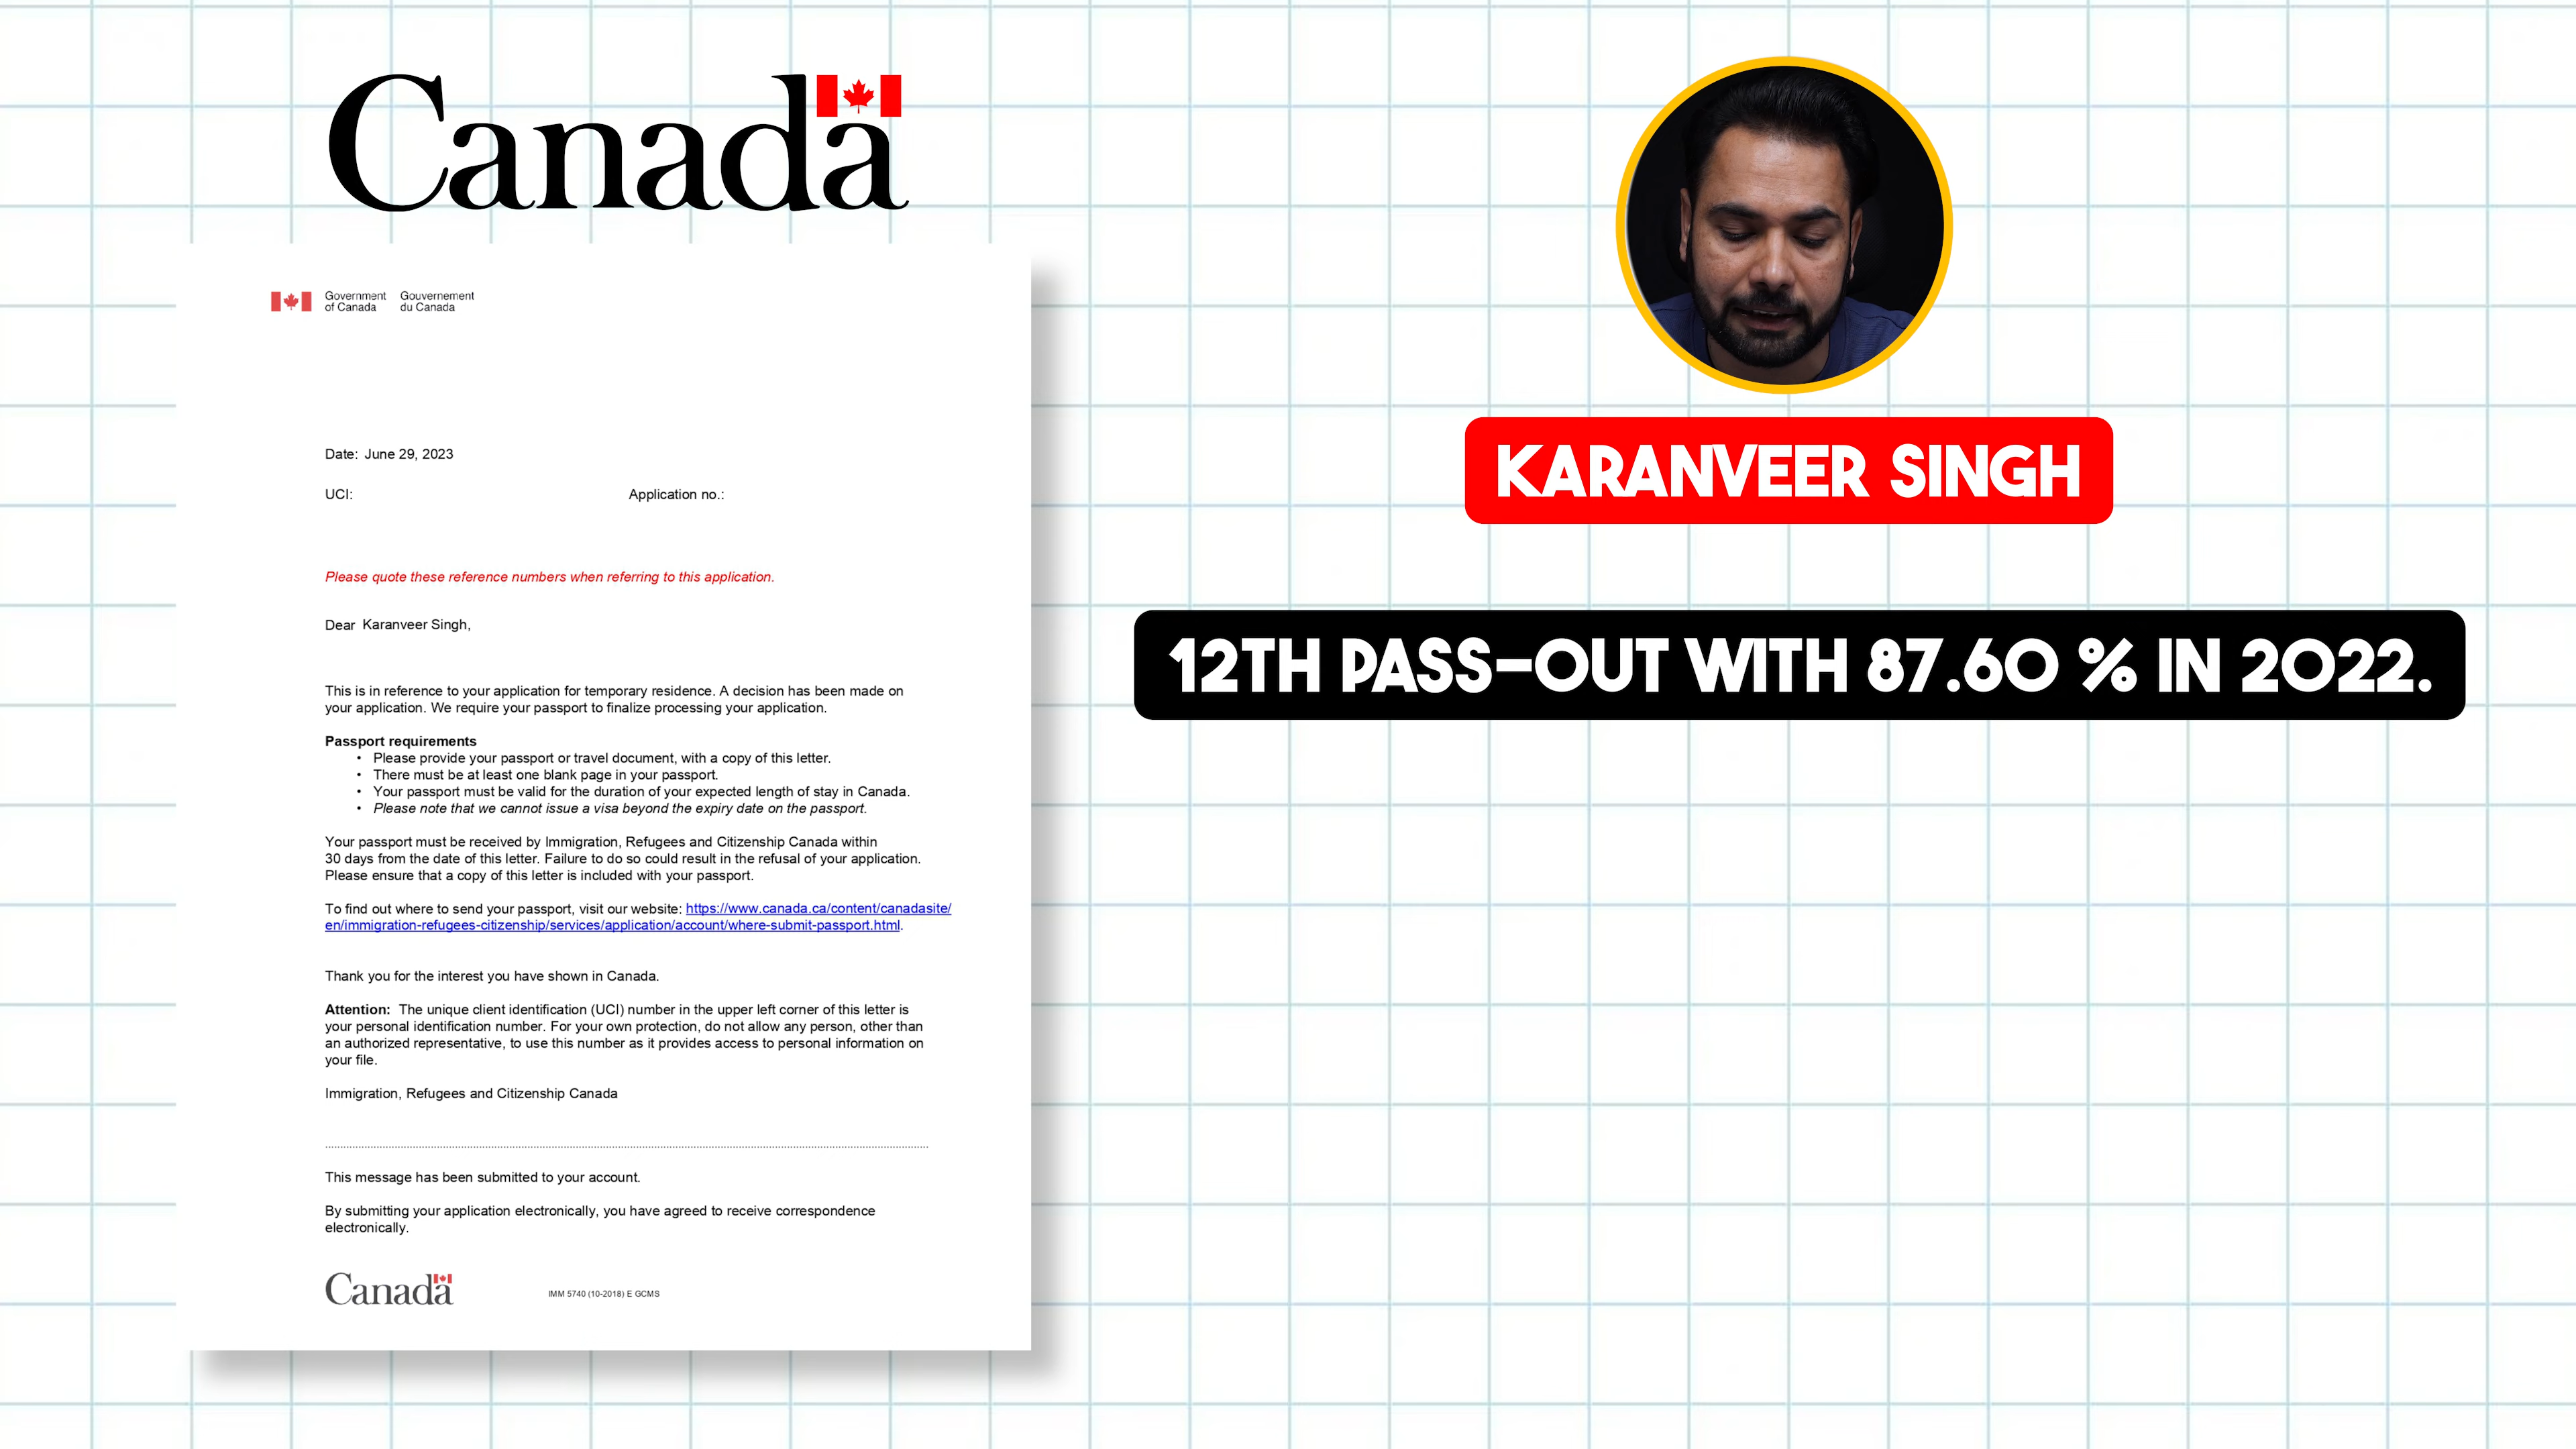 Canada
Government of Canada
Gouvernement du Canada
Date: June 29, 2023
UCI:
Application no.:
Please quote these reference numbers when referring to this application.
Dear Karanveer Singh,
This is in reference to your application for temporary residence. A decision has been made on
your application. We require your passport to finalize processing your application.
Passport requirements
• Please provide your passport or travel document, with a copy of this letter.
• There must be at least one blank page in your passport.
• Your passport must be valid for the duration of your expected length of stay in Canada.
• Please note that we cannot issue a visa beyond the expiry date on the passport.
Your passport must be received by Immigration, Refugees and Citizenship Canada within
30 days from the date of this letter. Failure to do so could result in the refusal of your application.
Please ensure that a copy of this letter is included with your passport.
To find out where to send your passport, visit our website: https://www.canada.ca/content/canadasite/
en/immigration-refugees-citizenship/services/application/account/where-submit-passport.html.
Thank you for the interest you have shown in Canada.
Attention: The unique client identification (UCI) number in the upper left corner of this letter is
your personal identification number. For your own protection, do not allow any person, other than
an authorized representative, to use this number as it provides access to personal information on
your file.
Immigration, Refugees and Citizenship Canada
This message has been submitted to your account.
By submitting your application electronically, you have agreed to receive correspondence
electronically.
Canada
IMM 5740 (10-2018) E GCMS
KARANVEER SINGH
12TH PASS-OUT WITH 87.60 % IN 2022.